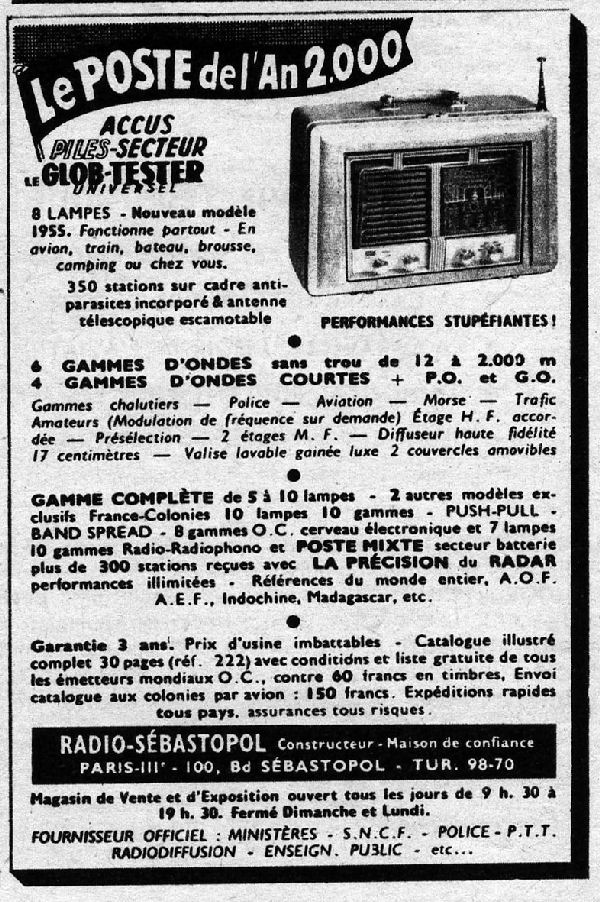 Le POSTE de l'An 2.000
ACCUS
PILES-SECTEUR
LE GLOB-TESTER
UNIVERSEL
8 LAMPES - Nouveau modèle
1955. Fonctionne partout - En
avion, train, bateau, brousse,
camping ou chez vous.
350 stations sur cadre anti-
parasites incorporé & antenne
télescopique escamotable
PERFORMANCES STUPÉFIANTES !
6 GAMMES D'ONDES sans trou de 12 à 2.000 m
4 GAMMES D'ONDES COURTES + P.O. et G.O.
Gammes chalutiers — Police — Aviation — Morse — Trafic
Amateurs (Modulation de fréquence sur demande) Étage H. F. accor-
dée — Présélection — 2 étages M. F. — Diffuseur haute fidélité
17 centimètres — Valise lavable gainée luxe 2 couvercles amovibles
GAMME COMPLÈTE de 5 à 10 lampes - 2 autres modèles ex-
clusifs France-Colonies 10 lampes 10 gammes - PUSH-PULL -
BAND SPREAD - 8 gammes O.C. cerveau électronique et 7 lampes
10 gammes Radio-Radiophono et POSTE MIXTE secteur batterie
plus de 300 stations reçues avec LA PRÉCISION du RADAR
performances illimitées - Références du monde entier, A.O.F.
A.E.F., Indochine, Madagascar, etc.
Garantie 3 ans. Prix d'usine imbattables - Catalogue illustré
complet 30 pages (réf. 222) avec conditions et liste gratuite de tous
les émetteurs mondiaux O.C., contre 60 francs en timbres, Envoi
catalogue aux colonies par avion : 150 francs. Expéditions rapides
tous pays, assurances tous risques.
RADIO-SÉBASTOPOL Constructeur - Maison de confiance
PARIS-IIIe - 100, Bd SÉBASTOPOL - TUR. 98-70
Magasin de Vente et d'Exposition ouvert tous les jours de 9 h. 30 à
19 h. 30. Fermé Dimanche et Lundi.
FOURNISSEUR OFFICIEL : MINISTÈRES - S.N.C.F. - POLICE - P.T.T.
RADIODIFFUSION - ENSEIGN. PUBLIC - etc...